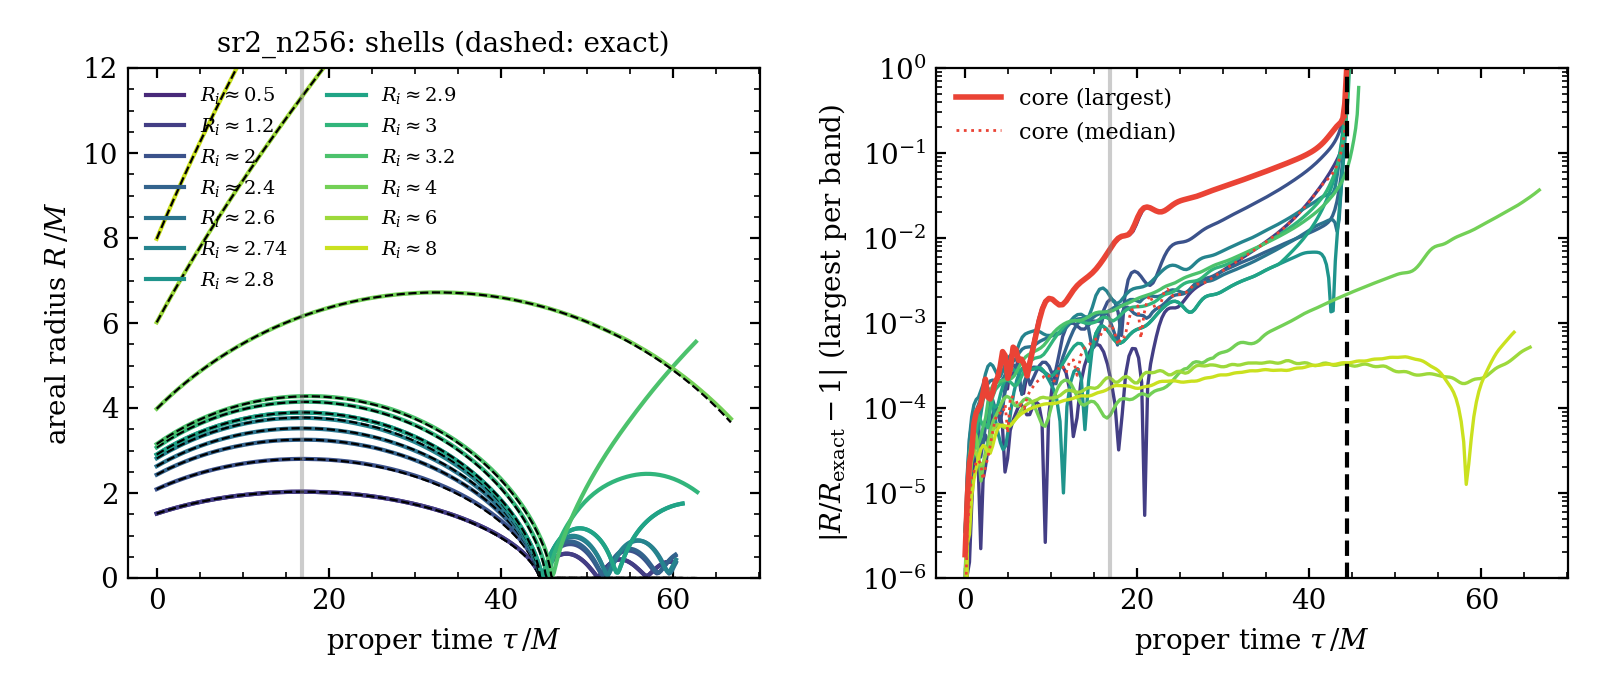 sr2_n256: shells (dashed: exact)
areal radius R /M
12
10
8
6
4
2
0
R_i ≈ 0.5
R_i ≈ 1.2
R_i ≈ 2
R_i ≈ 2.4
R_i ≈ 2.6
R_i ≈ 2.74
R_i ≈ 2.8
R_i ≈ 2.9
R_i ≈ 3
R_i ≈ 3.2
R_i ≈ 4
R_i ≈ 6
R_i ≈ 8
0 20 40 60
proper time τ /M
|R/R_exact − 1| (largest per band)
10^0
10^−1
10^−2
10^−3
10^−4
10^−5
10^−6
core (largest)
core (median)
0 20 40 60
proper time τ /M